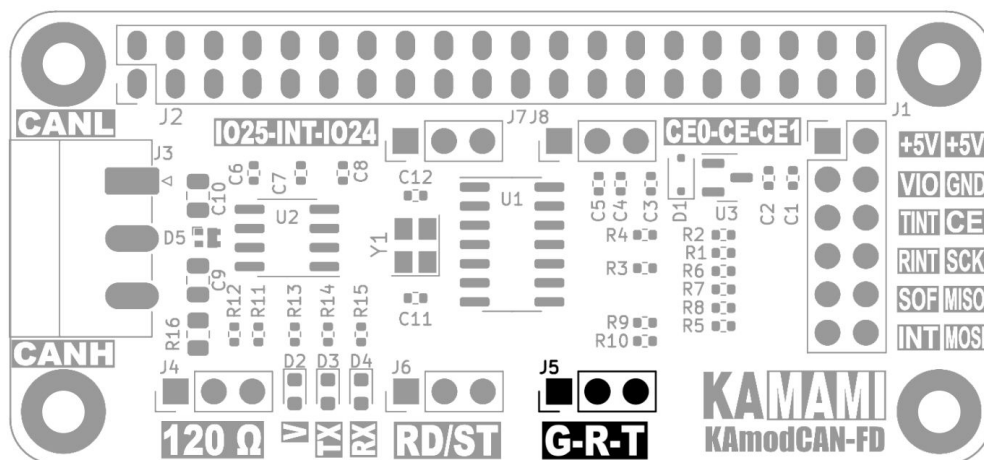 J2
J1
CANL
IO25-INT-IO24
J7
J8
CE0-CE-CE1
+5V +5V
J3
C6
C7
C8
C12
U1
C5
C4
C3
D1
U3
C2
C1
VIO GND
C10
U2
D5
Y1
R4
R2
TINT CE
R1
R3
R6
RINT SCK
C9
R7
C11
R8
SOF MISO
R16
R12
R11
R13
R14
R15
R9
R5
R10
INT MOSI
CANH
J4
D2
D3
D4
J6
J5
120 Ω
V
TX
RX
RD/ST
G-R-T
KAMAMI
KAmodCAN-FD